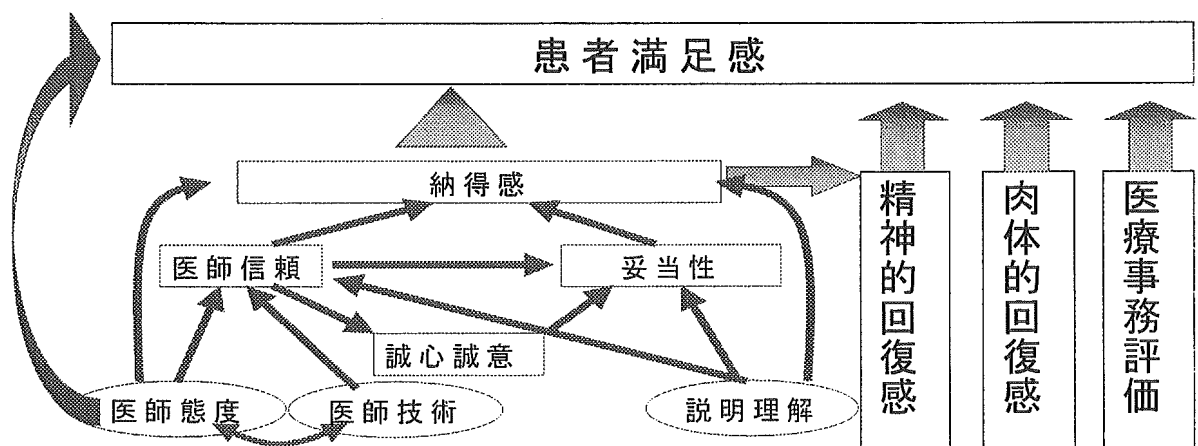 患者満足感
納得感
医師信頼
妥当性
誠心誠意
医師態度
医師技術
説明理解
精神的回復感
肉体的回復感
医療事務評価